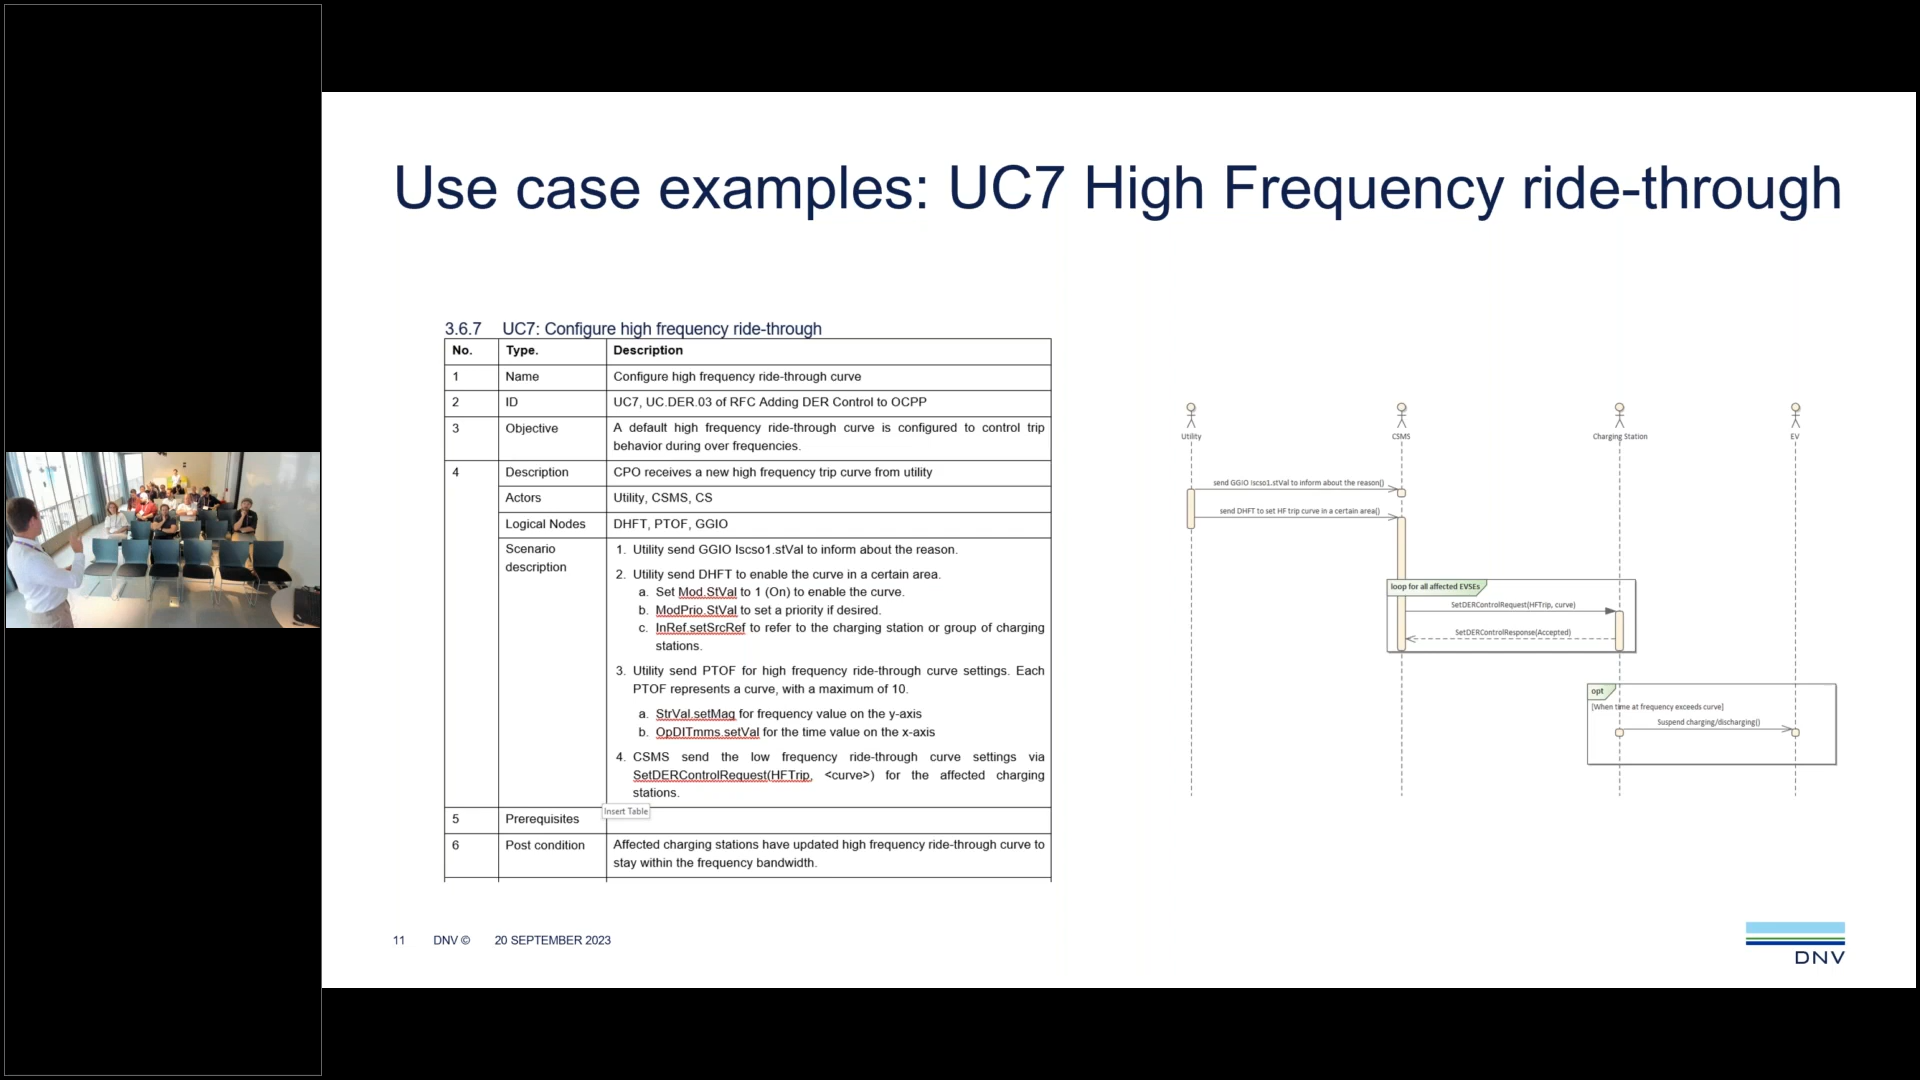 Use case examples: UC7 High Frequency ride-through
3.6.7 UC7: Configure high frequency ride-through
No. Type. Description
1 Name Configure high frequency ride-through curve
2 ID UC7, UC.DER.03 of RFC Adding DER Control to OCPP
3 Objective A default high frequency ride-through curve is configured to control trip
behavior during over frequencies.
4 Description CPO receives a new high frequency trip curve from utility
Actors Utility, CSMS, CS
Logical Nodes DHFT, PTOF, GGIO
Scenario
description
1. Utility send GGIO Iscso1.stVal to inform about the reason.
2. Utility send DHFT to enable the curve in a certain area.
a. Set Mod.StVal to 1 (On) to enable the curve.
b. ModPrio.StVal to set a priority if desired.
c. InRef.setSrcRef to refer to the charging station or group of charging
stations.
3. Utility send PTOF for high frequency ride-through curve settings. Each
PTOF represents a curve, with a maximum of 10.
a. StrVal.setMag for frequency value on the y-axis
b. OpDITmms.setVal for the time value on the x-axis
4. CSMS send the low frequency ride-through curve settings via
SetDERControlRequest(HFTrip, <curve>) for the affected charging
stations.
Insert Table
5 Prerequisites
6 Post condition Affected charging stations have updated high frequency ride-through curve to
stay within the frequency bandwidth.
Utility CSMS Charging Station EV
send GGIO Iscso1.stVal to inform about the reason()
send DHFT to set HF trip curve in a certain area()
loop for all affected EVSEs
SetDERControlRequest(HFTrip, curve)
SetDERControlResponse(Accepted)
opt
[When time at frequency exceeds curve]
Suspend charging/discharging()
11 DNV © 20 SEPTEMBER 2023
DNV